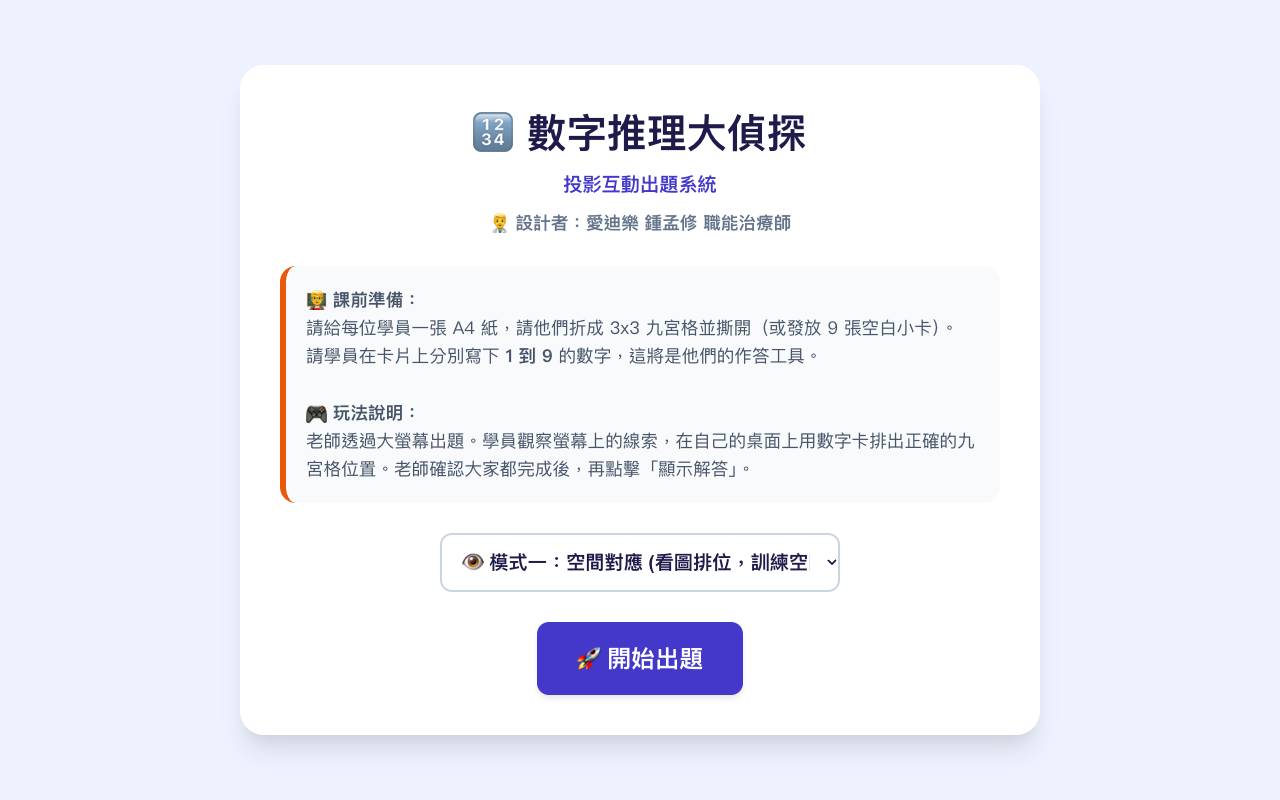 🔢 數字推理大偵探
投影互動出題系統
👨‍⚕️ 設計者：愛迪樂 鍾孟修 職能治療師
👨‍🏫 課前準備：
請給每位學員一張 A4 紙，請他們折成 3x3 九宮格並撕開（或發放 9 張空白小卡）。
請學員在卡片上分別寫下 1 到 9 的數字，這將是他們的作答工具。
🎮 玩法說明：
老師透過大螢幕出題。學員觀察螢幕上的線索，在自己的桌面上用數字卡排出正確的九
宮格位置。老師確認大家都完成後，再點擊「顯示解答」。
👁️ 模式一：空間對應 (看圖排位，訓練空
🚀 開始出題